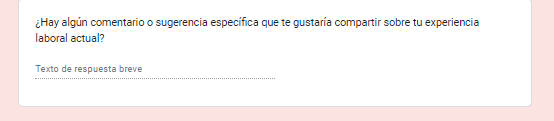 ¿Hay algún comentario o sugerencia específica que te gustaría compartir sobre tu experiencia
laboral actual?
Texto de respuesta breve